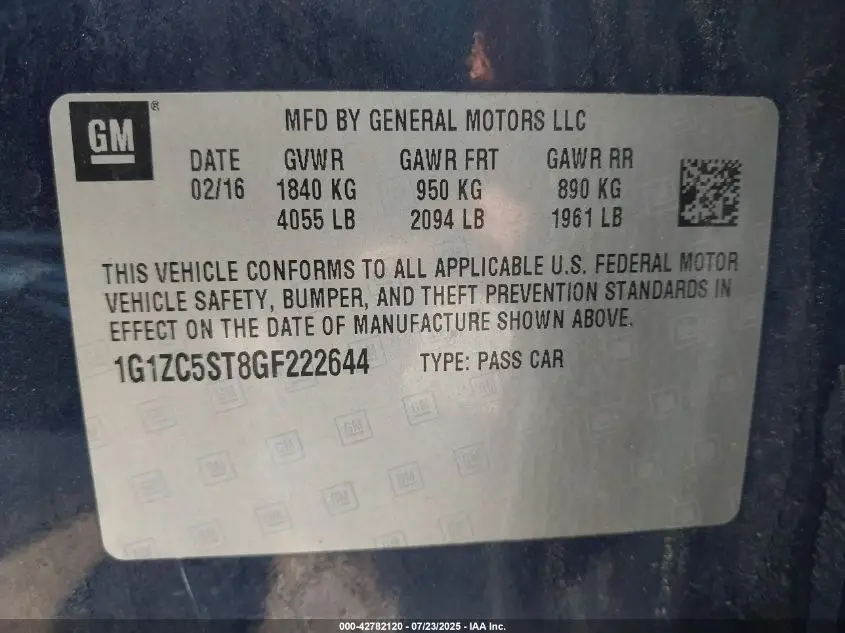 GM®
MFD BY GENERAL MOTORS LLC
DATE GVWR GAWR FRT GAWR RR
02/16 1840 KG 950 KG 890 KG
4055 LB 2094 LB 1961 LB
THIS VEHICLE CONFORMS TO ALL APPLICABLE U.S. FEDERAL MOTOR
VEHICLE SAFETY, BUMPER, AND THEFT PREVENTION STANDARDS IN
EFFECT ON THE DATE OF MANUFACTURE SHOWN ABOVE.
1G1ZC5ST8GF222644 TYPE: PASS CAR
000-42782120 - 07/23/2025 - IAA Inc.